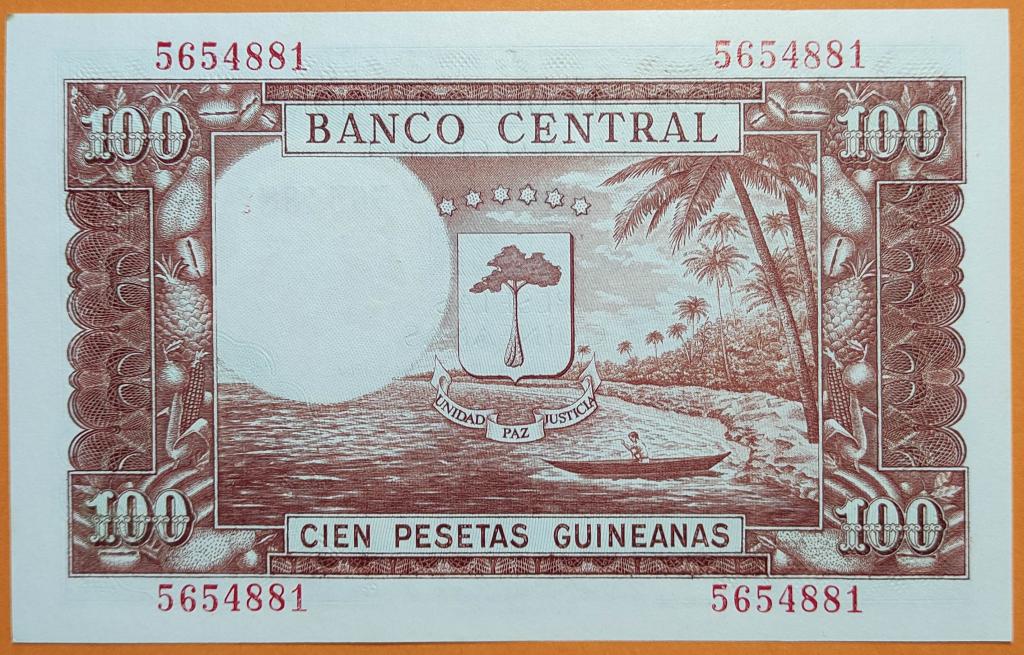 5654881 5654881
100 BANCO CENTRAL 100
UNIDAD PAZ JUSTICIA
100 CIEN PESETAS GUINEANAS 100
5654881 5654881